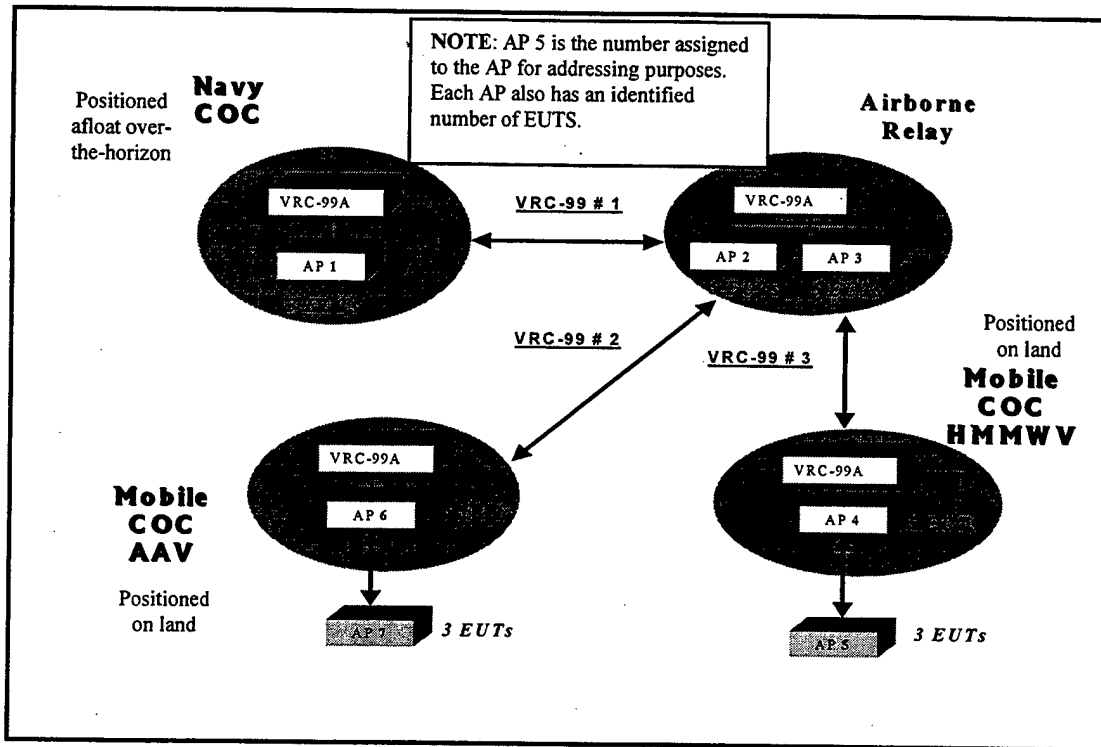 NOTE: AP 5 is the number assigned
to the AP for addressing purposes.
Each AP also has an identified
number of EUTS.
Positioned
afloat over-
the-horizon
Navy
COC
Airborne
Relay
VRC-99A
AP 1
VRC-99 # 1
VRC-99A
AP 2
AP 3
VRC-99 # 2
VRC-99 # 3
Positioned
on land
Mobile
COC
HMMWV
VRC-99A
AP 6
VRC-99A
AP 4
Mobile
COC
AAV
Positioned
on land
AP 7
3 EUTs
AP 5
3 EUTs